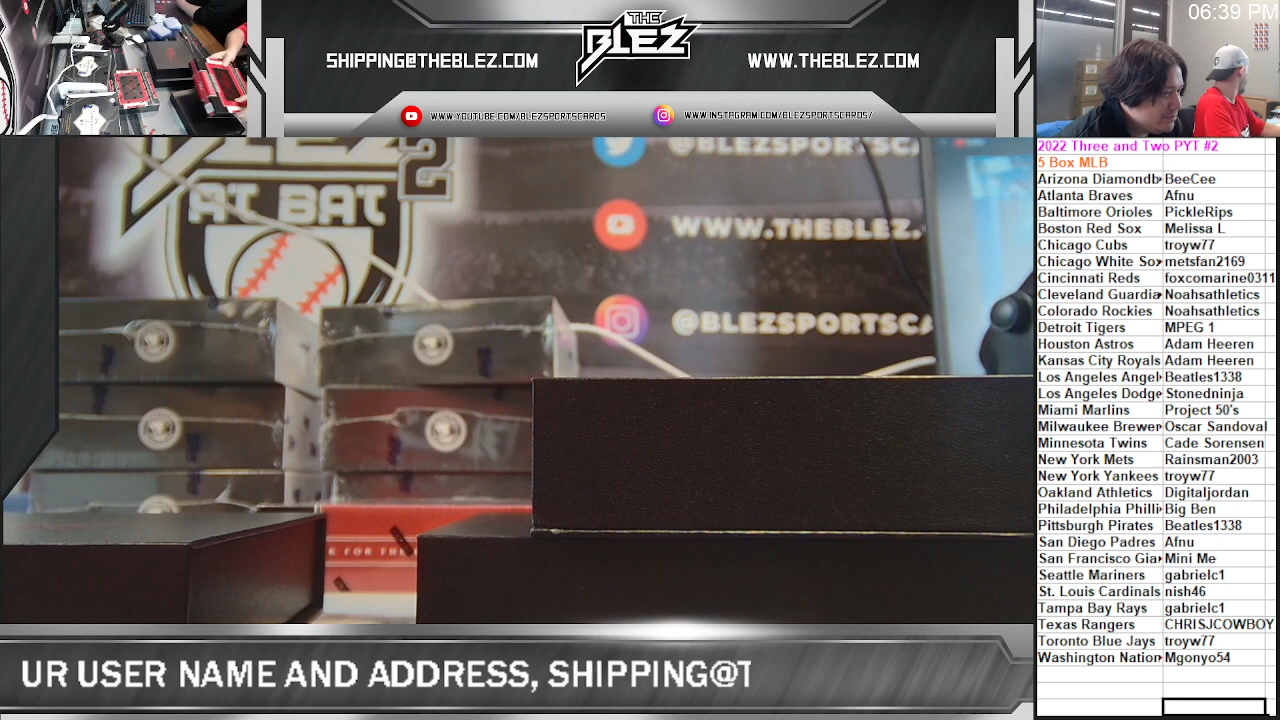 THE
BLEZ
SHIPPING@THEBLEZ.COM
WWW.THEBLEZ.COM
WWW.YOUTUBE.COM/BLEZSPORTSCARDS
WWW.INSTAGRAM.COM/BLEZSPORTSCARDS/
06:39 PM
BLEZ
2
AT BAT
@BLEZSPORTSCA
WWW.THEBLEZ.
@BLEZSPORTSCA
K FOR THE
2022 Three and Two PYT #2
5 Box MLB
Arizona Diamondb BeeCee
Atlanta Braves Afnu
Baltimore Orioles PickleRips
Boston Red Sox Melissa L
Chicago Cubs troyw77
Chicago White Sox metsfan2169
Cincinnati Reds foxcomarine0311
Cleveland Guardia Noahsathletics
Colorado Rockies Noahsathletics
Detroit Tigers MPEG 1
Houston Astros Adam Heeren
Kansas City Royals Adam Heeren
Los Angeles Angel Beatles1338
Los Angeles Dodge Stonedninja
Miami Marlins Project 50's
Milwaukee Brewer Oscar Sandoval
Minnesota Twins Cade Sorensen
New York Mets Rainsman2003
New York Yankees troyw77
Oakland Athletics Digitaljordan
Philadelphia Philli Big Ben
Pittsburgh Pirates Beatles1338
San Diego Padres Afnu
San Francisco Gia Mini Me
Seattle Mariners gabrielc1
St. Louis Cardinals nish46
Tampa Bay Rays gabrielc1
Texas Rangers CHRISJCOWBOY
Toronto Blue Jays troyw77
Washington Nation Mgonyo54
UR USER NAME AND ADDRESS, SHIPPING@T